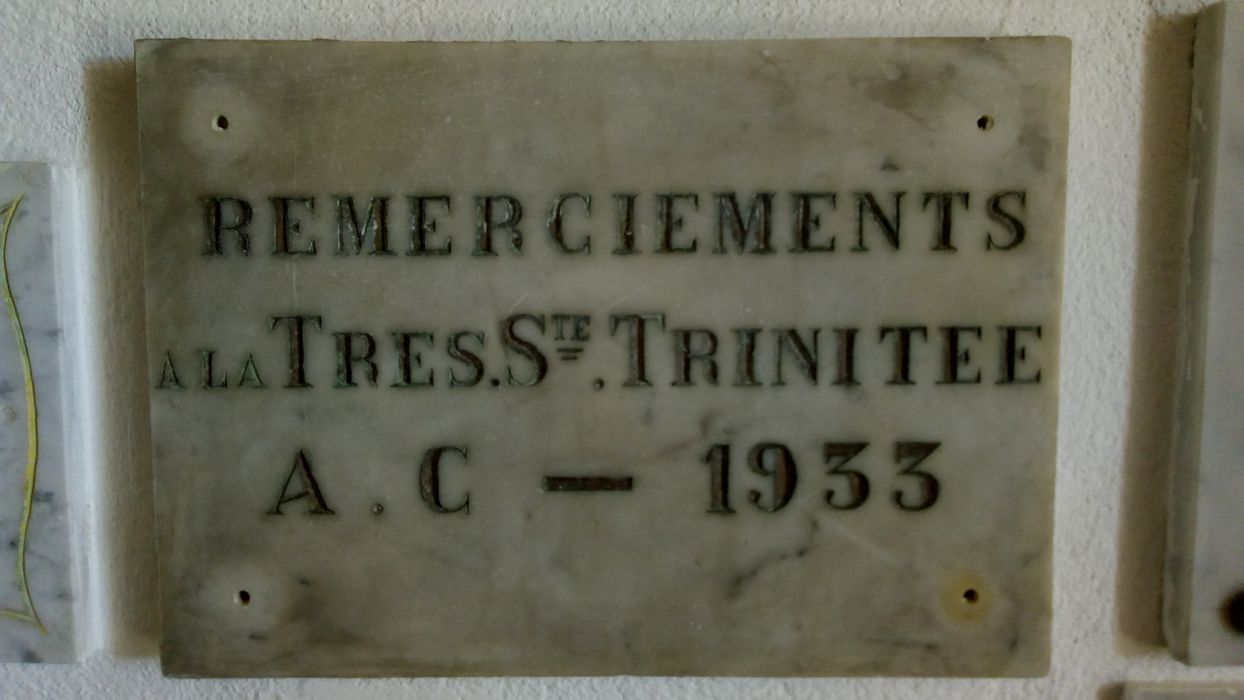 REMERCIEMENTS
A LA TRES.STE.TRINITEE
A.C — 1933